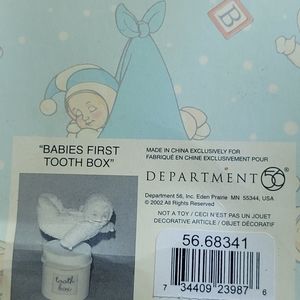 B
"BABIES FIRST
TOOTH BOX"
MADE IN CHINA EXCLUSIVELY FOR
FABRIQUÉ EN CHINE EXCLUSIVEMENT POUR
DEPARTMENT 56
Department 56, Inc. Eden Prairie MN 55344, USA
© 2002 All Rights Reserved
NOT A TOY / CECI N'EST PAS UN JOUET
DECORATIVE ARTICLE / OBJET DÉCORATIF
tooth
box
56.68341
7 34409 23987 6